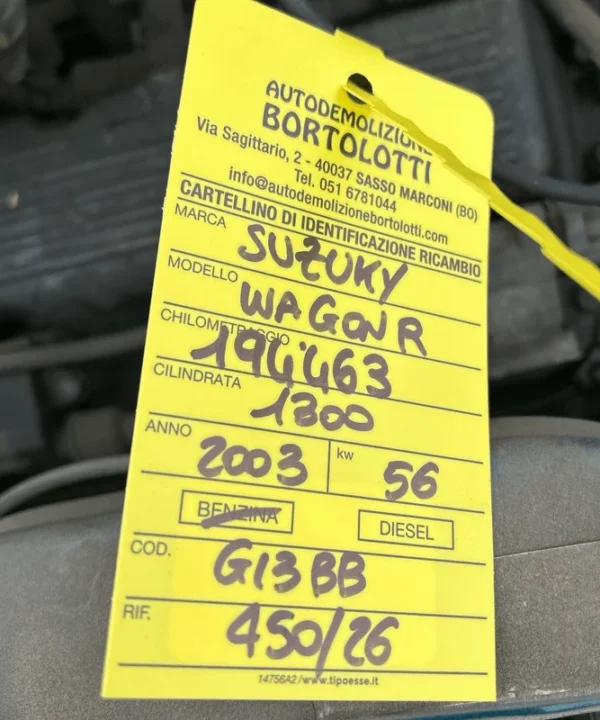 AUTODEMOLIZIONE
BORTOLOTTI
Via Sagittario, 2 - 40037 SASSO MARCONI (BO)
Tel. 051 6781044
info@autodemolizionebortolotti.com
CARTELLINO DI IDENTIFICAZIONE RICAMBIO
MARCA SUZUKY
MODELLO WAGON R
CHILOMETRAGGIO 194'463
CILINDRATA 1300
ANNO 2003 kw 56
BENZINA DIESEL
COD. G13BB
RIF. 450/26
14756A2 / www.tipoesse.it